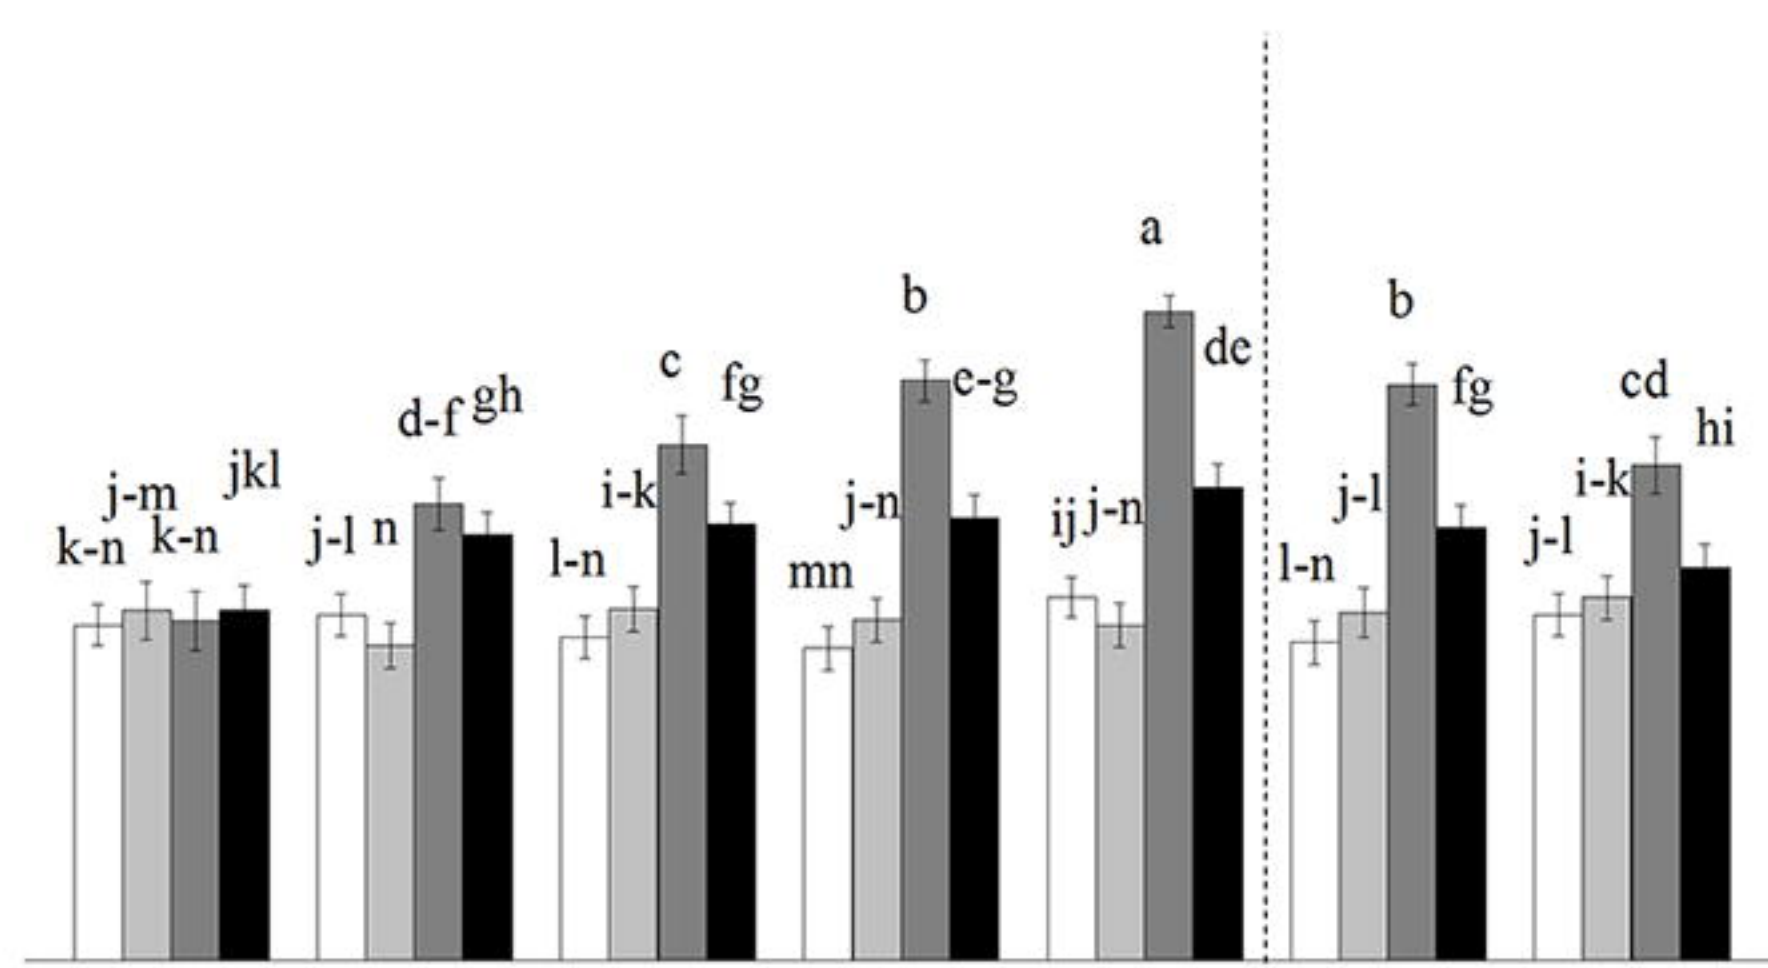 k-n
j-m
k-n
jkl
j-l
n
d-f
gh
l-n
i-k
c
fg
mn
j-n
b
e-g
ij
j-n
a
de
l-n
j-l
b
fg
j-l
i-k
cd
hi